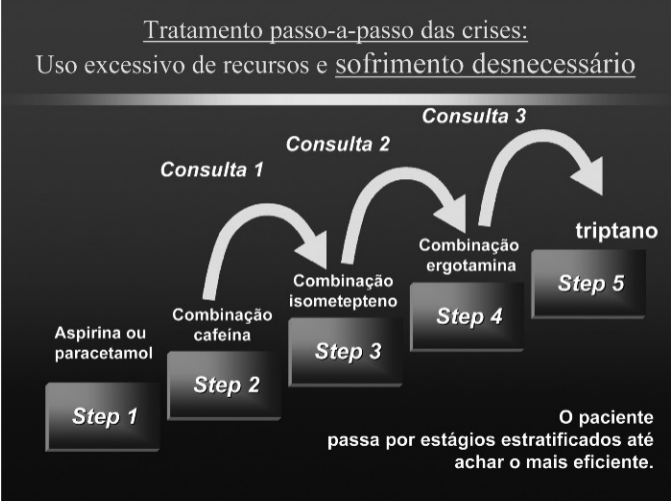 Tratamento passo-a-passo das crises:
Uso excessivo de recursos e sofrimento desnecessário
Consulta 1
Consulta 2
Consulta 3
Aspirina ou
paracetamol
Step 1
Combinação
cafeína
Step 2
Combinação
isometepteno
Step 3
Combinação
ergotamina
Step 4
triptano
Step 5
O paciente
passa por estágios estratificados até
achar o mais eficiente.